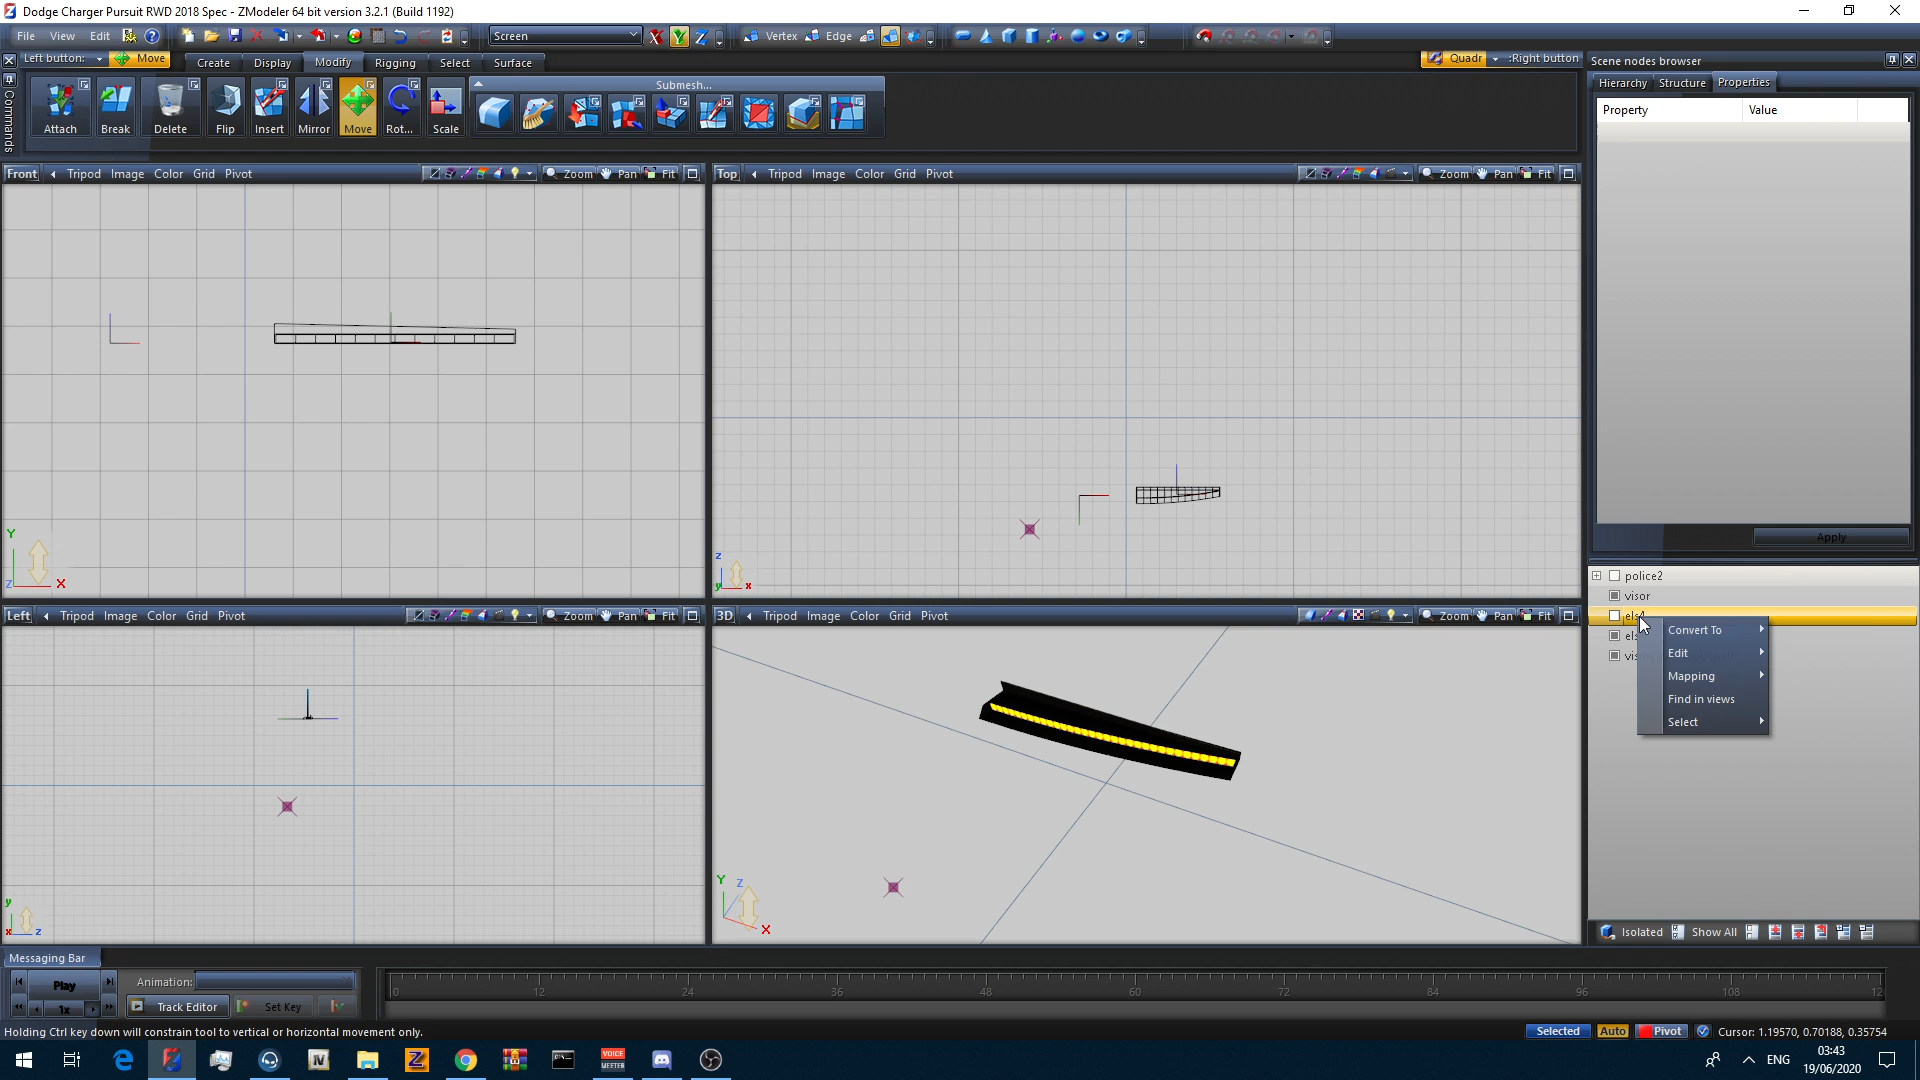 Dodge Charger Pursuit RWD 2018 Spec - ZModeler 64 bit version 3.2.1 (Build 1192)
File View Edit Screen X Y Z Vertex Edge
Left button: Move Create Display Modify Rigging Select Surface Quadr :Right button
Commands
Attach Break Delete Flip Insert Mirror Move Rot... Scale
Submesh...
Scene nodes browser
Hierarchy Structure Properties
Property Value
Apply
Front Tripod Image Color Grid Pivot Zoom Pan Fit
Y
Z X
Top Tripod Image Color Grid Pivot Zoom Pan Fit
z
y x
Left Tripod Image Color Grid Pivot Zoom Pan Fit
y
x z
3D Tripod Image Color Grid Pivot Zoom Pan Fit
Y Z
X
police2
visor
els4
els
vis
Convert To
Edit
Mapping
Find in views
Select
Isolated Show All
Messaging Bar
Play Animation:
1x Track Editor Set Key
0 12 24 36 48 60 72 84 96 108 12
Holding Ctrl key down will constrain tool to vertical or horizontal movement only.
Selected Auto Pivot Cursor: 1.19570, 0.70188, 0.35754
VOICE MEETER
ENG
03:43
19/06/2020